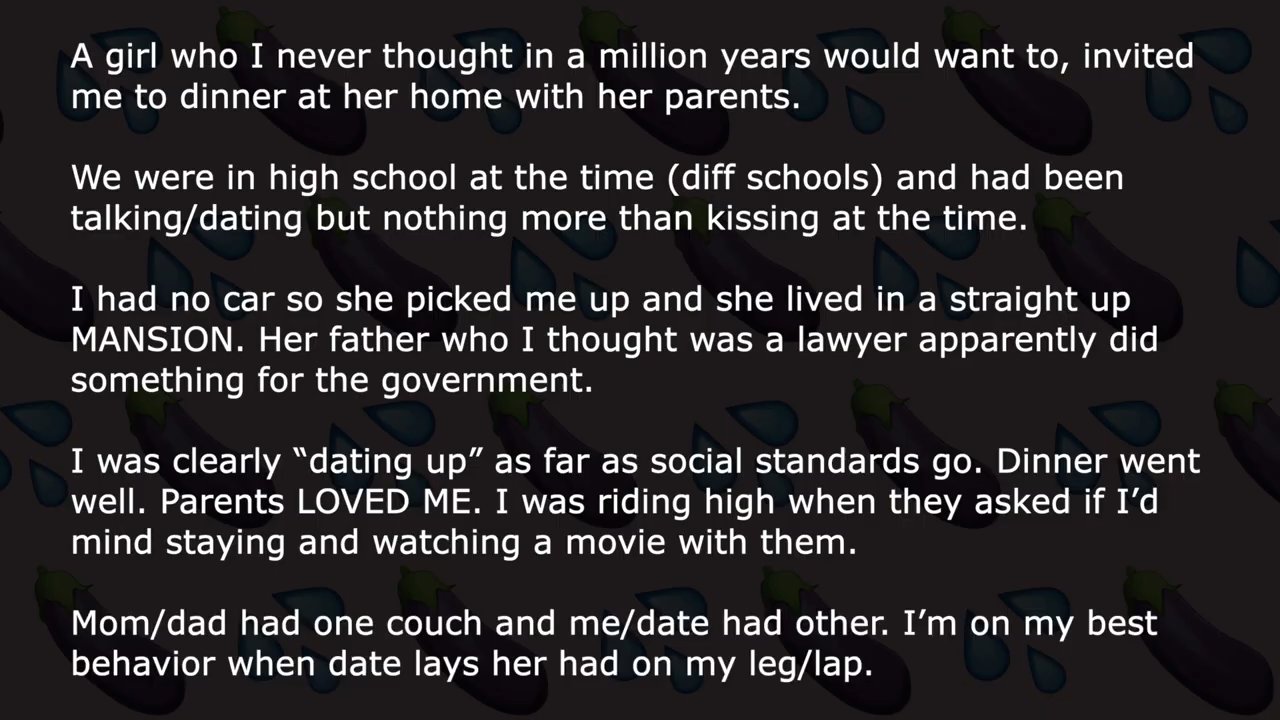 A girl who I never thought in a million years would want to, invited
me to dinner at her home with her parents.
We were in high school at the time (diff schools) and had been
talking/dating but nothing more than kissing at the time.
I had no car so she picked me up and she lived in a straight up
MANSION. Her father who I thought was a lawyer apparently did
something for the government.
I was clearly “dating up” as far as social standards go. Dinner went
well. Parents LOVED ME. I was riding high when they asked if I’d
mind staying and watching a movie with them.
Mom/dad had one couch and me/date had other. I’m on my best
behavior when date lays her had on my leg/lap.